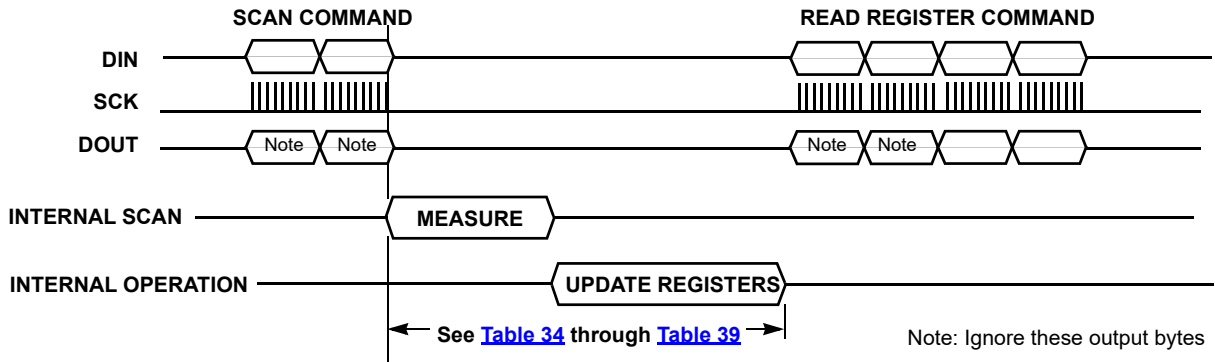 SCAN COMMAND READ REGISTER COMMAND
DIN
SCK
DOUT Note Note Note Note
INTERNAL SCAN MEASURE
INTERNAL OPERATION UPDATE REGISTERS
See Table 34 through Table 39 Note: Ignore these output bytes